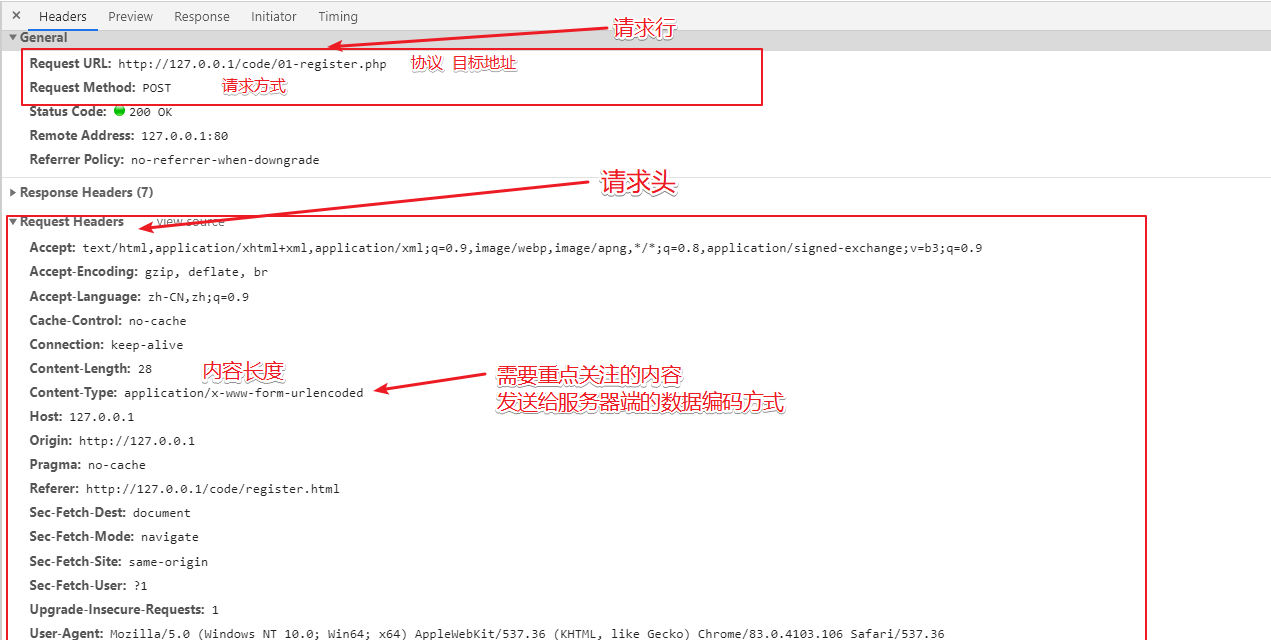 × Headers Preview Response Initiator Timing
▼ General 请求行
Request URL: http://127.0.0.1/code/01-register.php 协议 目标地址
Request Method: POST 请求方式
Status Code: 200 OK
Remote Address: 127.0.0.1:80
Referrer Policy: no-referrer-when-downgrade
▶ Response Headers (7) 请求头
▼ Request Headers view source
Accept: text/html,application/xhtml+xml,application/xml;q=0.9,image/webp,image/apng,*/*;q=0.8,application/signed-exchange;v=b3;q=0.9
Accept-Encoding: gzip, deflate, br
Accept-Language: zh-CN,zh;q=0.9
Cache-Control: no-cache
Connection: keep-alive
Content-Length: 28 内容长度 需要重点关注的内容
Content-Type: application/x-www-form-urlencoded 发送给服务器端的数据编码方式
Host: 127.0.0.1
Origin: http://127.0.0.1
Pragma: no-cache
Referer: http://127.0.0.1/code/register.html
Sec-Fetch-Dest: document
Sec-Fetch-Mode: navigate
Sec-Fetch-Site: same-origin
Sec-Fetch-User: ?1
Upgrade-Insecure-Requests: 1
User-Agent: Mozilla/5.0 (Windows NT 10.0; Win64; x64) AppleWebKit/537.36 (KHTML, like Gecko) Chrome/83.0.4103.106 Safari/537.36